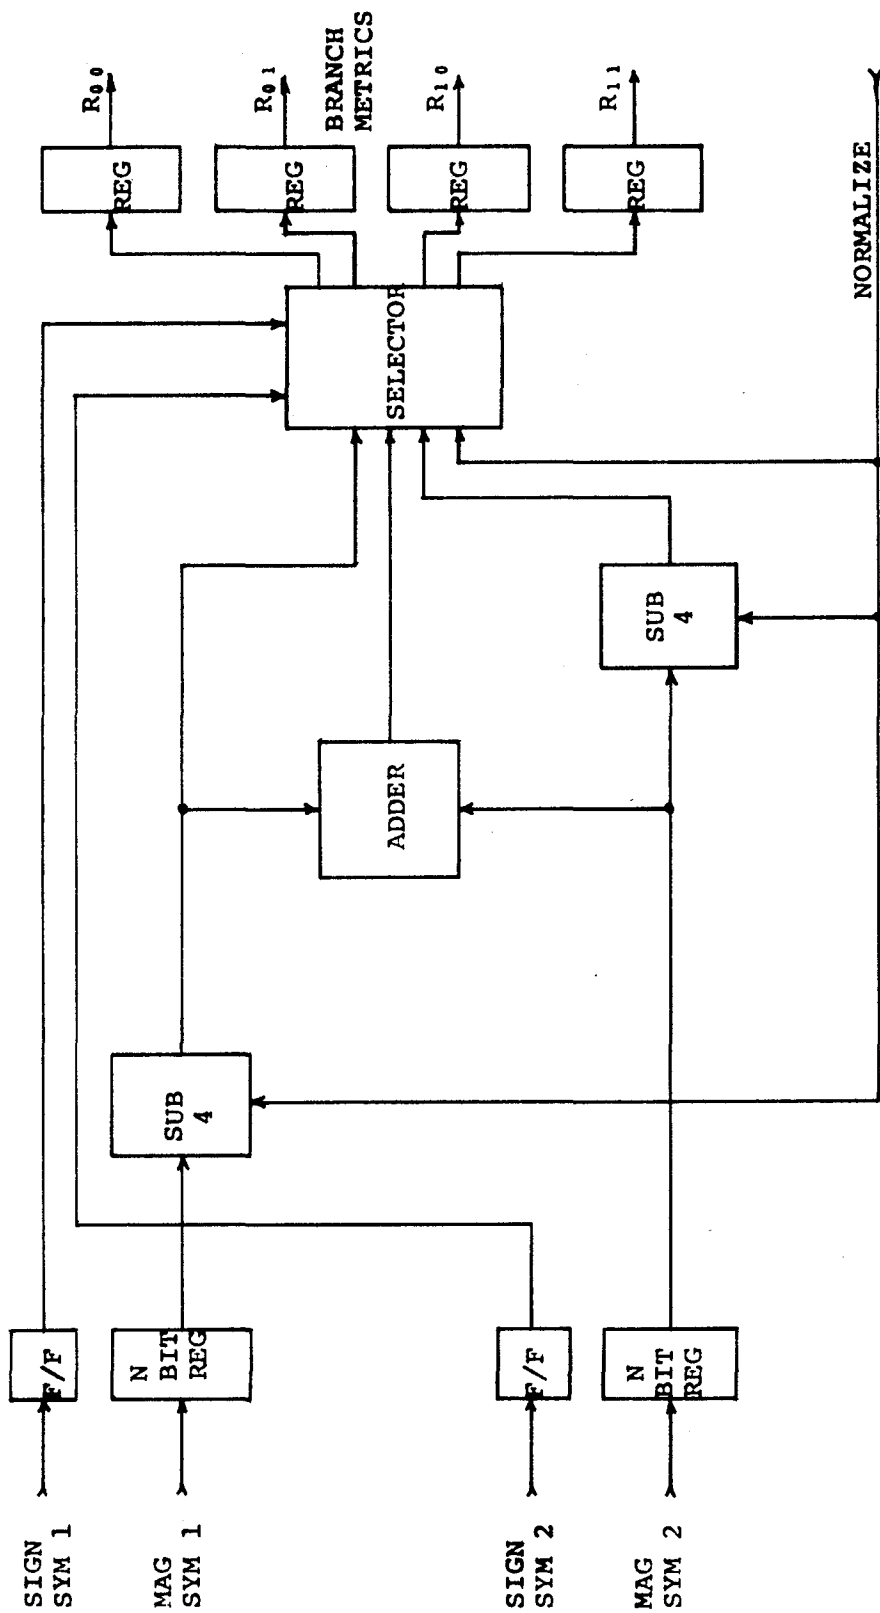 SIGN
SYM 1
MAG
SYM 1
SIGN
SYM 2
MAG
SYM 2
F/F
N
BIT
REG
F/F
N
BIT
REG
SUB
4
ADDER
SUB
4
SELECTOR
REG
REG
REG
REG
R₀₀
R₀₁
BRANCH
METRICS
R₁₀
R₁₁
NORMALIZE